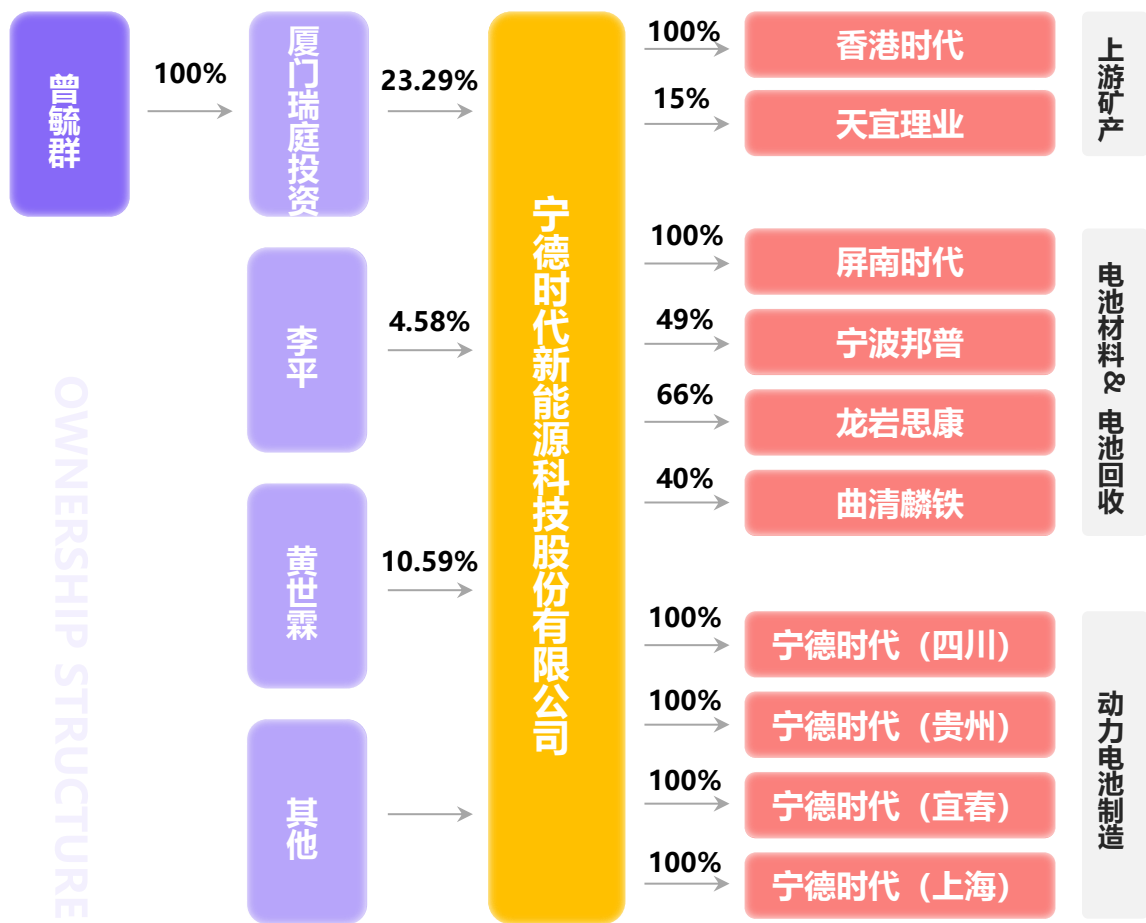 曾毓群
100%
厦门瑞庭投资
23.29%
李平
4.58%
黄世霖
10.59%
其他
宁德时代新能源科技股份有限公司
100%
香港时代
15%
天宜理业
上游矿产
100%
屏南时代
49%
宁波邦普
66%
龙岩思康
40%
曲清麟铁
电池材料& 电池回收
100%
宁德时代（四川）
100%
宁德时代（贵州）
100%
宁德时代（宜春）
100%
宁德时代（上海）
动力电池制造
OWNERSHIP STRUCTURE